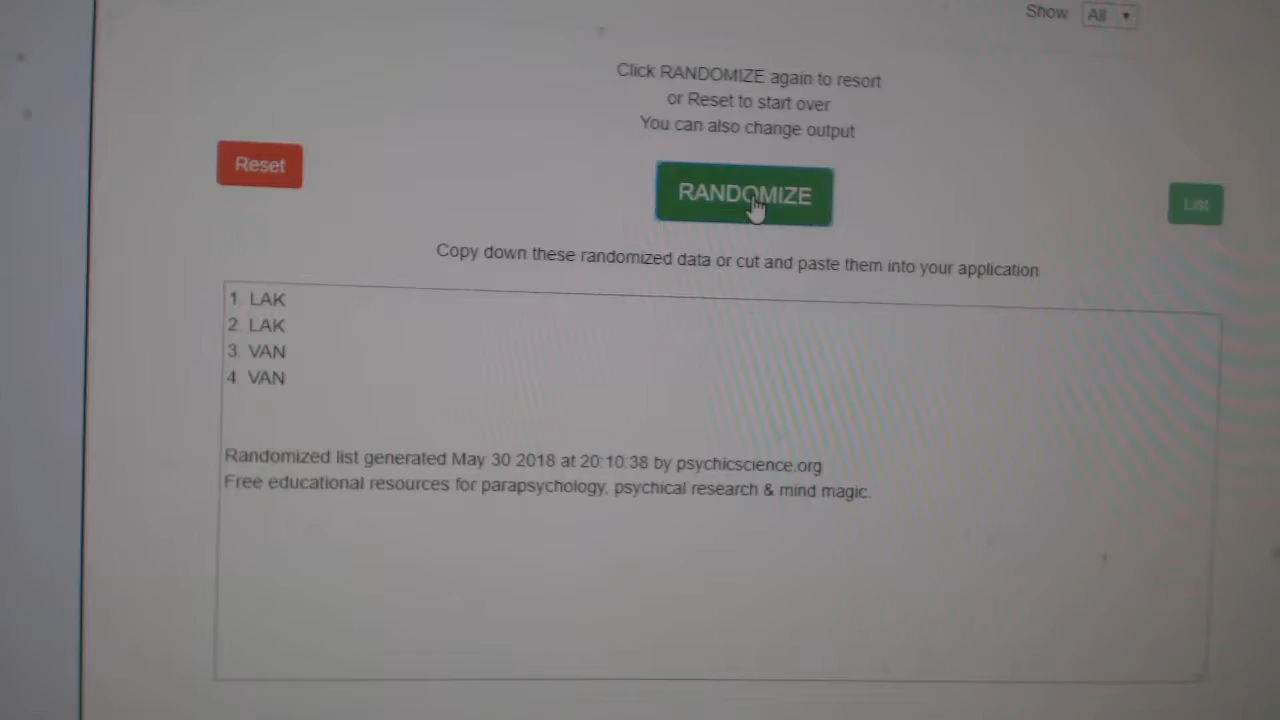 Show All
Click RANDOMIZE again to resort
or Reset to start over
You can also change output
Reset
RANDOMIZE
List
Copy down these randomized data or cut and paste them into your application
1. LAK
2. LAK
3. VAN
4. VAN
Randomized list generated May 30 2018 at 20:10:38 by psychicscience.org
Free educational resources for parapsychology, psychical research & mind magic.